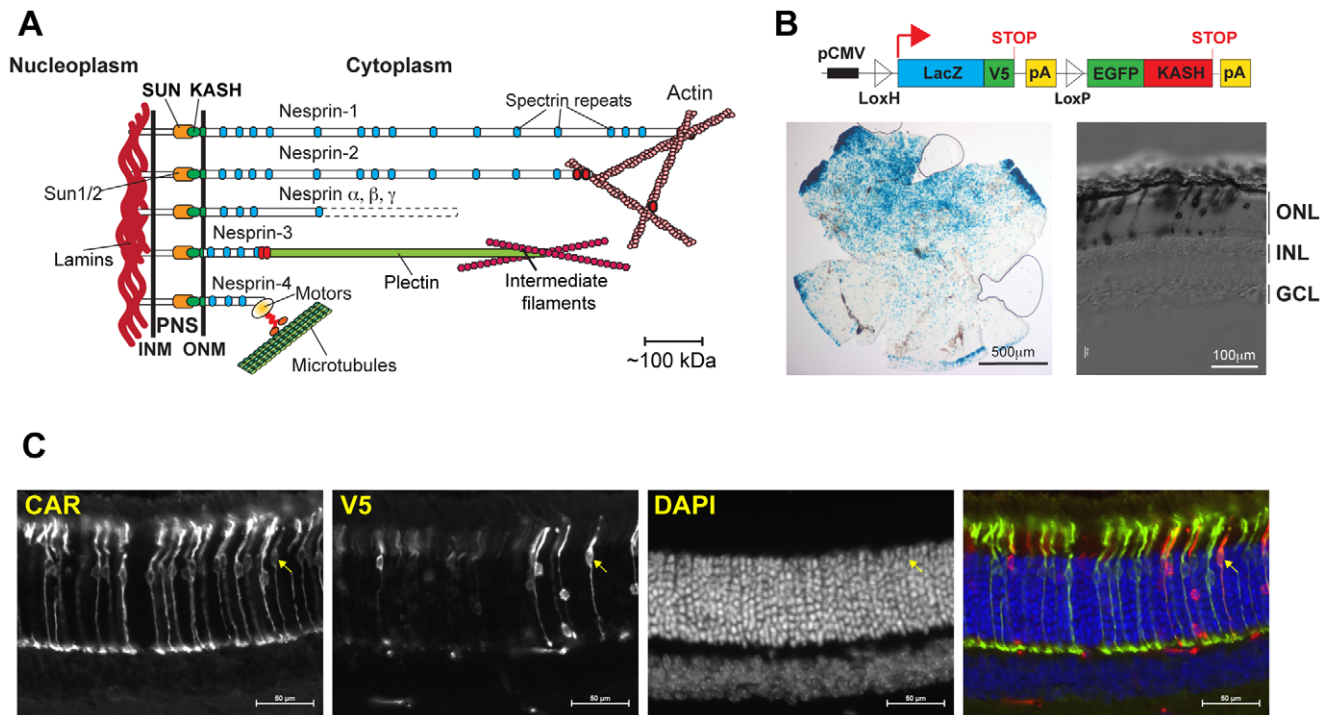 A
Nucleoplasm
Cytoplasm
SUN KASH
Nesprin-1
Spectrin repeats
Actin
Nesprin-2
Sun1/2
Nesprin α, β, γ
Nesprin-3
Lamins
Plectin
Intermediate
filaments
Nesprin-4
Motors
PNS
INM
ONM
Microtubules
~100 kDa
B
pCMV
STOP
STOP
LacZ
V5
pA
EGFP
KASH
pA
LoxH
LoxP
500μm
ONL
INL
GCL
100μm
C
CAR
V5
DAPI
50 μm
50 μm
50 μm
50 μm